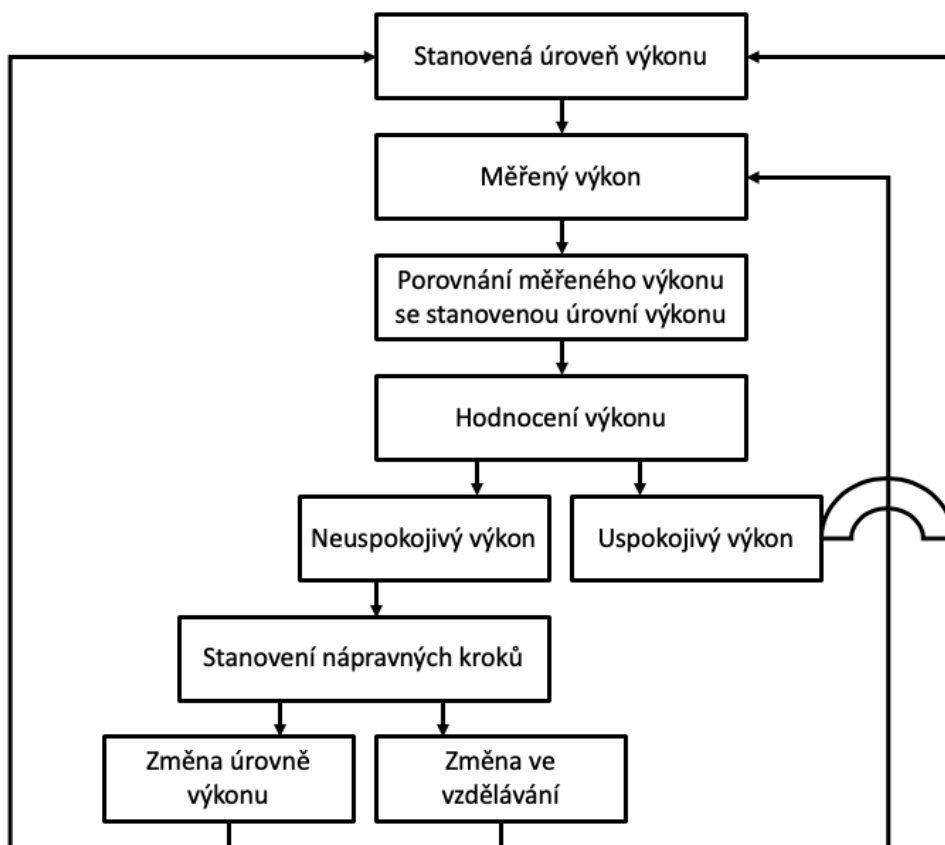 Stanovená úroveň výkonu
Měřený výkon
Porovnání měřeného výkonu
se stanovenou úrovní výkonu
Hodnocení výkonu
Neuspokojivý výkon
Uspokojivý výkon
Stanovení nápravných kroků
Změna úrovně
výkonu
Změna ve
vzdělávání